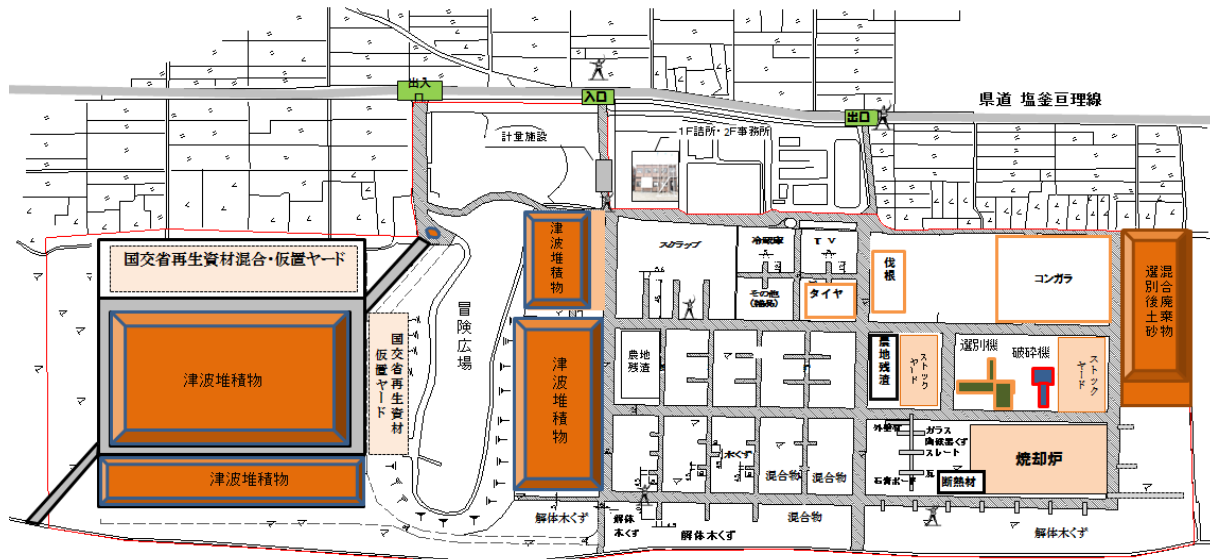 出入
口
入口
出口
県道 塩釜亘理線
計量施設
1F詰所・2F事務所
国交省再生資材混合・仮置ヤード
津波堆積物
津波堆積物
国交省再生資材
仮置ヤード
冒険広場
津波堆積物
津波堆積物
スクラップ
冷蔵庫
TV
その他
タイヤ
伐根
コンガラ
混合廃棄物
選別後土砂
農地
残渣
農地残渣
ストック
ヤード
選別機
破砕機
ストック
ヤード
木くず
混合物
混合物
外壁材
ガラス
陶磁器くず
スレート
瓦
石膏ボード
断熱材
焼却炉
解体木くず
解体
木くず
解体木くず
混合物
解体木くず